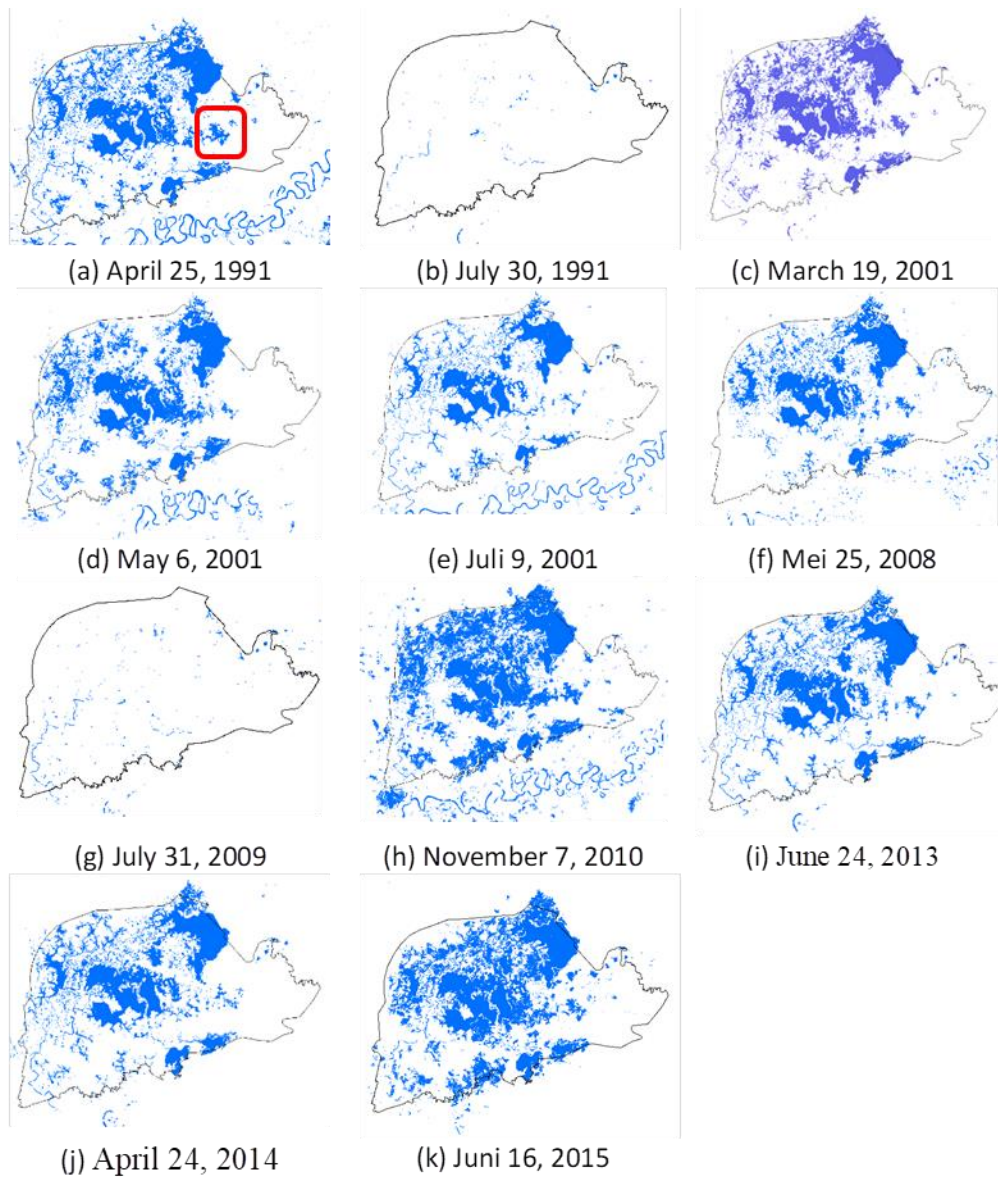 (a) April 25, 1991
(b) July 30, 1991
(c) March 19, 2001
(d) May 6, 2001
(e) Juli 9, 2001
(f) Mei 25, 2008
(g) July 31, 2009
(h) November 7, 2010
(i) June 24, 2013
(j) April 24, 2014
(k) Juni 16, 2015